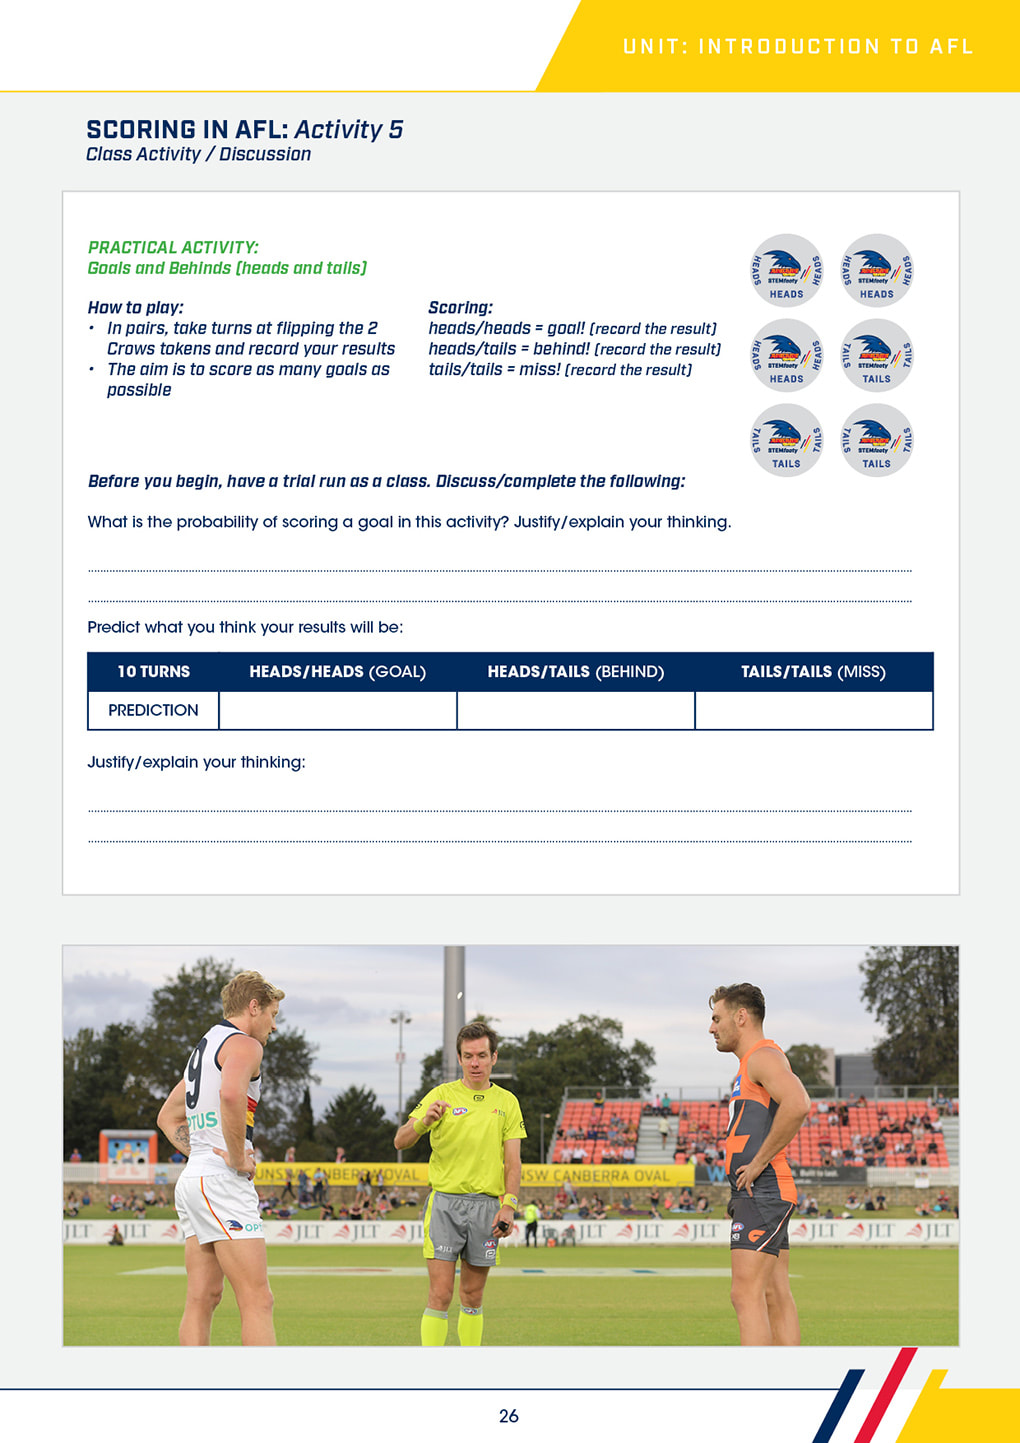 UNIT: INTRODUCTION TO AFL
SCORING IN AFL: Activity 5
Class Activity / Discussion
PRACTICAL ACTIVITY:
Goals and Behinds (heads and tails)
How to play:
• In pairs, take turns at flipping the 2
Crows tokens and record your results
• The aim is to score as many goals as
possible
Scoring:
heads/heads = goal! (record the result)
heads/tails = behind! (record the result)
tails/tails = miss! (record the result)
HEADS HEADS
STEMfooty
HEADS
HEADS HEADS
STEMfooty
HEADS
HEADS HEADS
STEMfooty
HEADS
TAILS TAILS
STEMfooty
TAILS
TAILS TAILS
STEMfooty
TAILS
TAILS TAILS
STEMfooty
TAILS
Before you begin, have a trial run as a class. Discuss/complete the following:
What is the probability of scoring a goal in this activity? Justify/explain your thinking.
Predict what you think your results will be:
10 TURNS HEADS/HEADS (GOAL) HEADS/TAILS (BEHIND) TAILS/TAILS (MISS)
PREDICTION
Justify/explain your thinking:
9
PTUS
OPT
AFL
NSW CANBERRA OVAL
NSW CANBERRA OVAL
JLT JLT JLT JLT JLT JLT JLT JLT
JLT
AFL
26